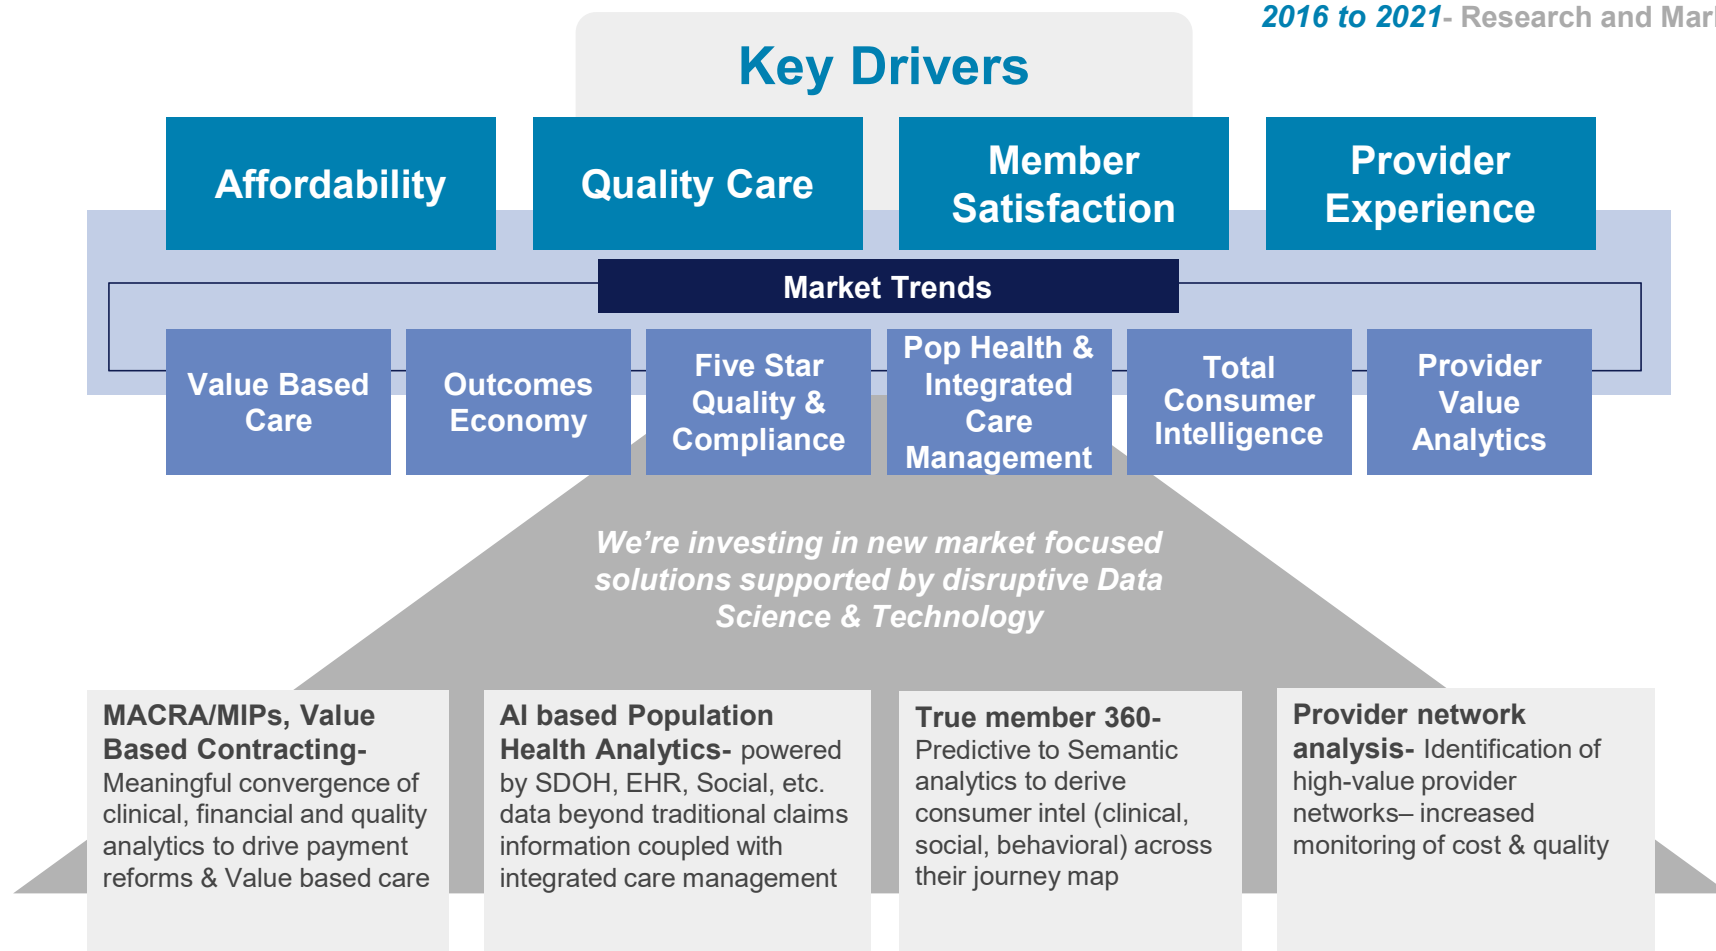 2016 to 2021- Research and Mar
Key Drivers
Affordability
Quality Care
Member
Satisfaction
Provider
Experience
Market Trends
Value Based
Care
Outcomes
Economy
Five Star
Quality &
Compliance
Pop Health &
Integrated
Care
Management
Total
Consumer
Intelligence
Provider
Value
Analytics
We’re investing in new market focused
solutions supported by disruptive Data
Science & Technology
MACRA/MIPs, Value
Based Contracting-
Meaningful convergence of
clinical, financial and quality
analytics to drive payment
reforms & Value based care
AI based Population
Health Analytics- powered
by SDOH, EHR, Social, etc.
data beyond traditional claims
information coupled with
integrated care management
True member 360-
Predictive to Semantic
analytics to derive
consumer intel (clinical,
social, behavioral) across
their journey map
Provider network
analysis- Identification of
high-value provider
networks– increased
monitoring of cost & quality